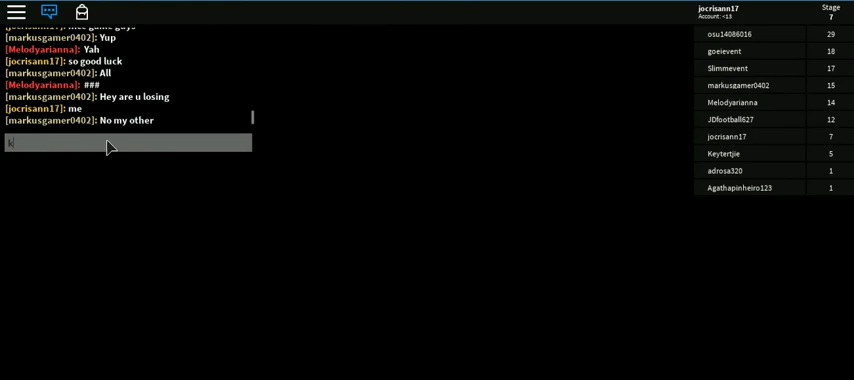 jocrisann17
Account: <13
Stage
7
[markusgamer0402]: Yup
[Melodyarianna]: Yah
[jocrisann17]: so good luck
[markusgamer0402]: All
[Melodyarianna]: ###
[markusgamer0402]: Hey are u losing
[jocrisann17]: me
[markusgamer0402]: No my other
k
osu14086016 29
goeievent 18
Slimmevent 17
markusgamer0402 15
Melodyarianna 14
JDfootball627 12
jocrisann17 7
Keytertjie 5
adrosa320 1
Agathapinheiro123 1